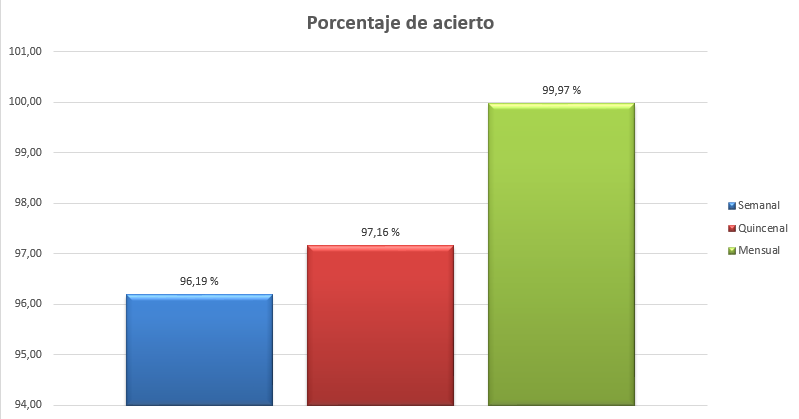 Porcentaje de acierto
101,00
100,00
99,00
98,00
97,00
96,00
95,00
94,00
96,19 %
97,16 %
99,97 %
Semanal
Quincenal
Mensual